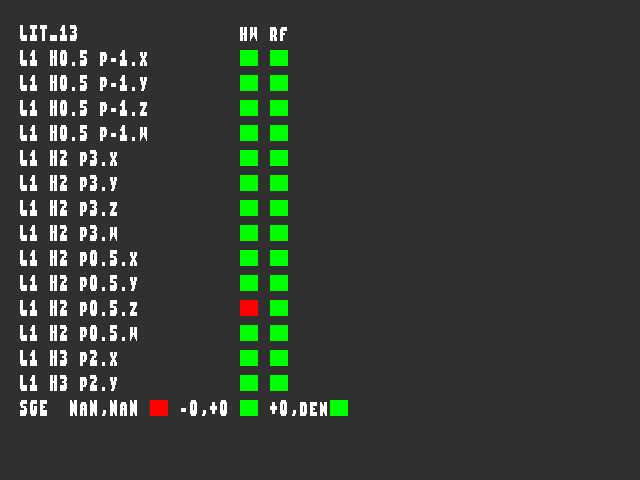 LIT_13 HW RF
L1 H0.5 p-1.x
L1 H0.5 p-1.y
L1 H0.5 p-1.z
L1 H0.5 p-1.w
L1 H2 p3.x
L1 H2 p3.y
L1 H2 p3.z
L1 H2 p3.w
L1 H2 p0.5.x
L1 H2 p0.5.y
L1 H2 p0.5.z
L1 H2 p0.5.w
L1 H3 p2.x
L1 H3 p2.y
SGE NaN,NaN -0,+0 +0,DEN